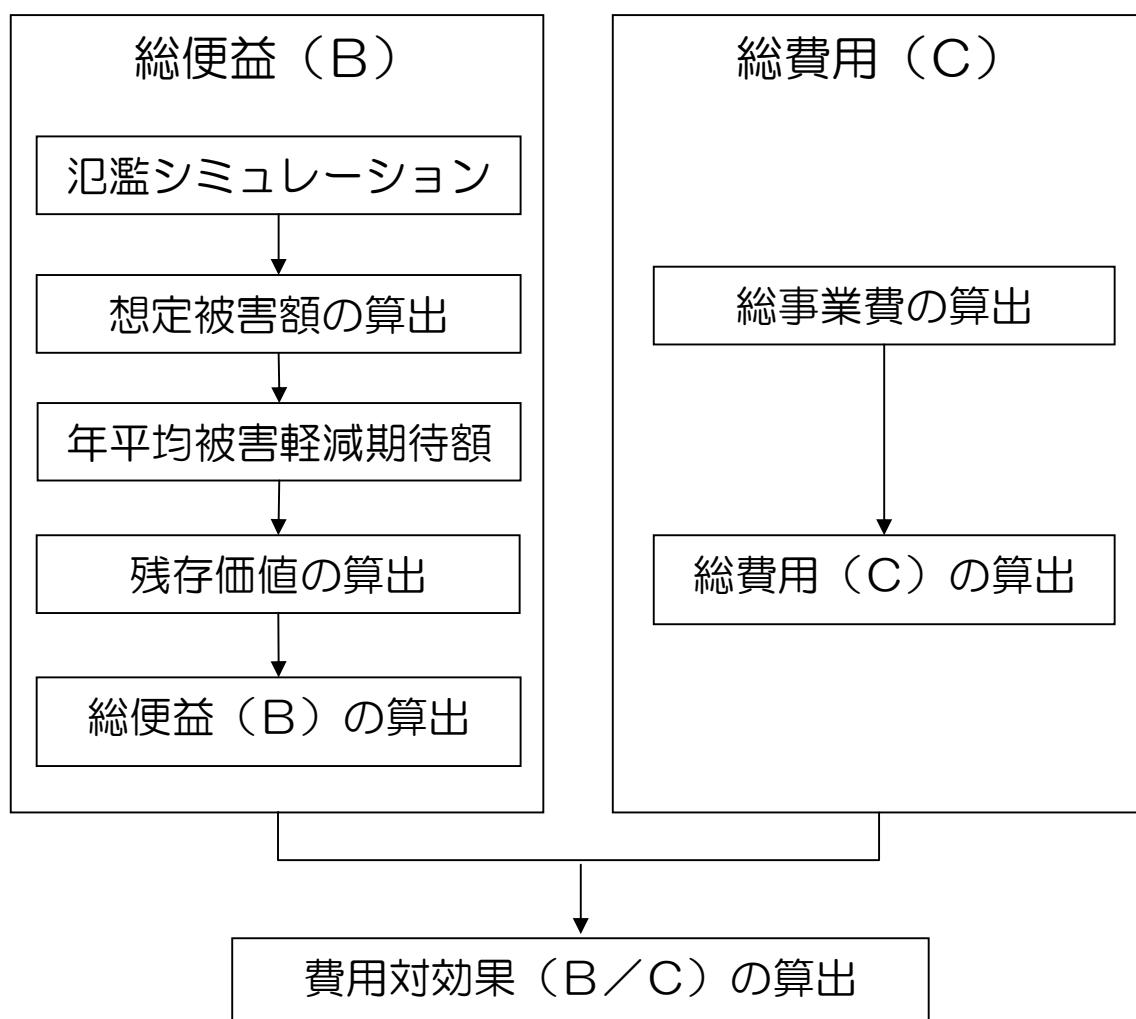 総便益（B）
氾濫シミュレーション
想定被害額の算出
年平均被害軽減期待額
残存価値の算出
総便益（B）の算出
総費用（C）
総事業費の算出
総費用（C）の算出
費用対効果（B／C）の算出